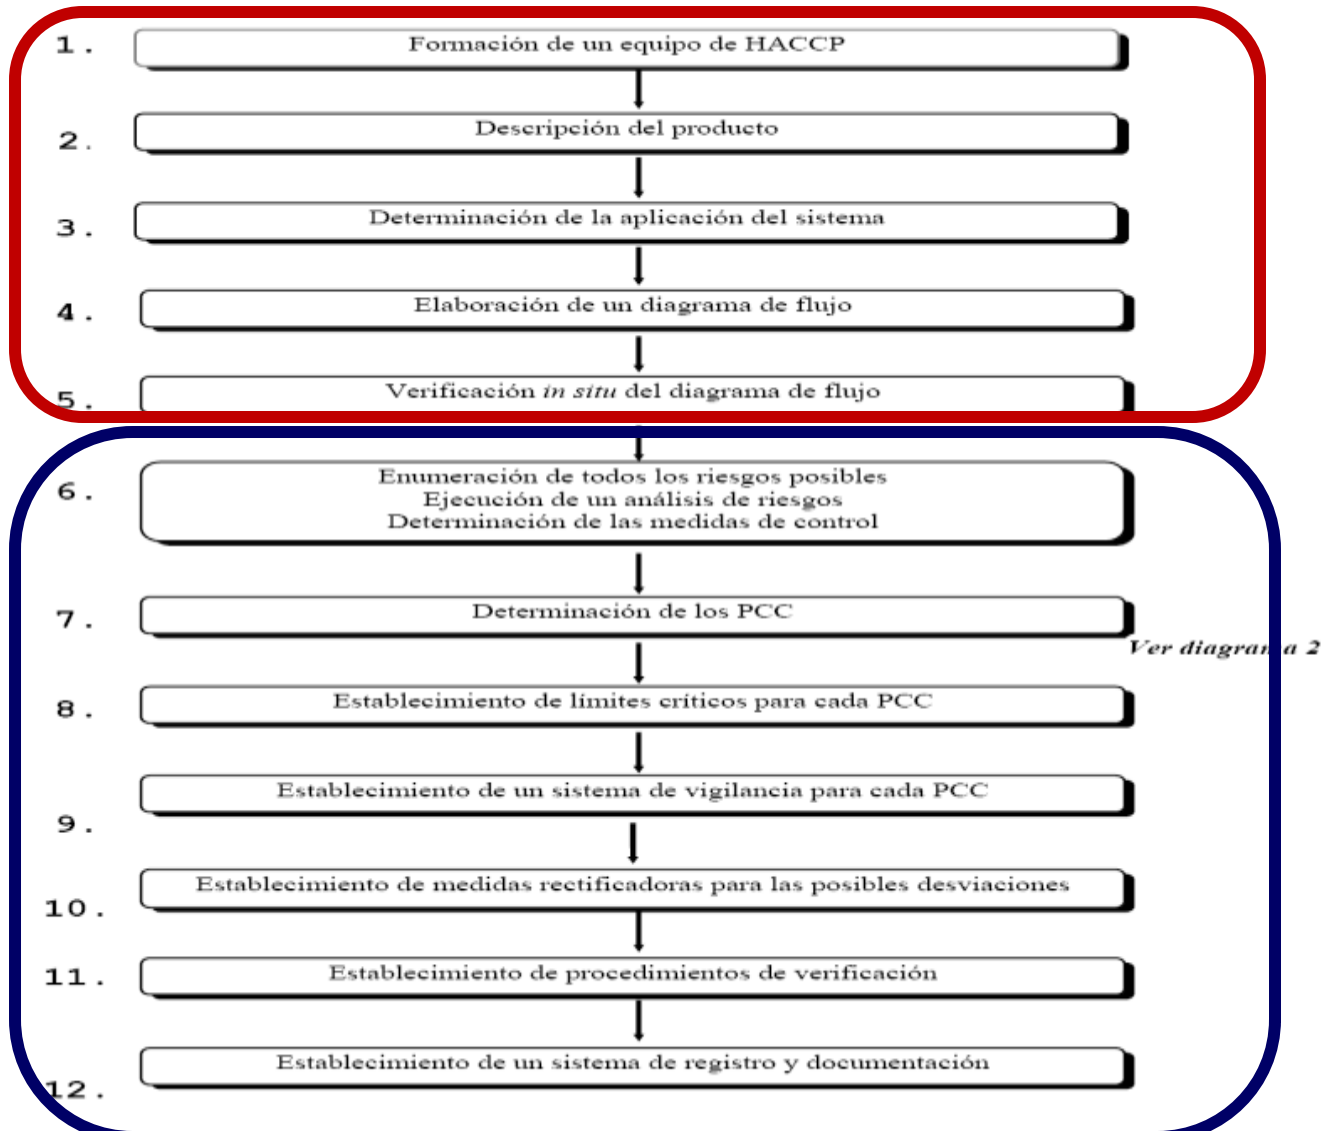 1. Formación de un equipo de HACCP
2. Descripción del producto
3. Determinación de la aplicación del sistema
4. Elaboración de un diagrama de flujo
5. Verificación in situ del diagrama de flujo
6. Enumeración de todos los riesgos posibles
Ejecución de un análisis de riesgos
Determinación de las medidas de control
7. Determinación de los PCC
Ver diagrama 2
8. Establecimiento de límites críticos para cada PCC
9. Establecimiento de un sistema de vigilancia para cada PCC
10. Establecimiento de medidas rectificadoras para las posibles desviaciones
11. Establecimiento de procedimientos de verificación
12. Establecimiento de un sistema de registro y documentación